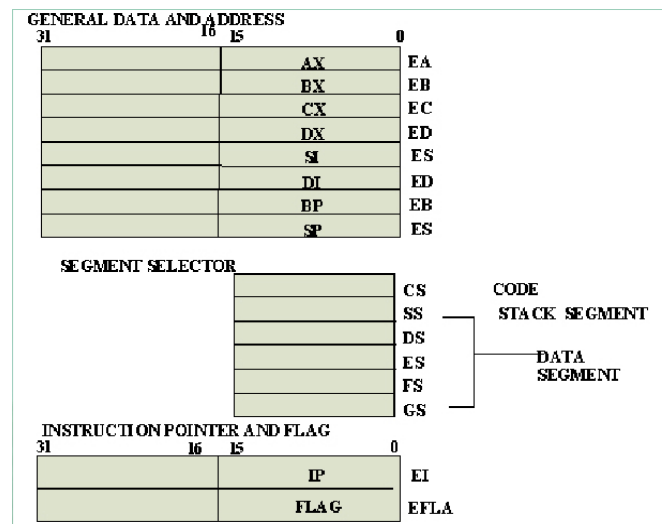 GENERAL DATA AND ADDRESS
31 16 15 0
AX EA
BX EB
CX EC
DX ED
SI ES
DI ED
BP EB
SP ES
SEGMENT SELECTOR
CS CODE
SS STACK SEGMENT
DS
ES DATA
FS SEGMENT
GS
INSTRUCTION POINTER AND FLAG
31 16 15 0
IP EI
FLAG EFLA